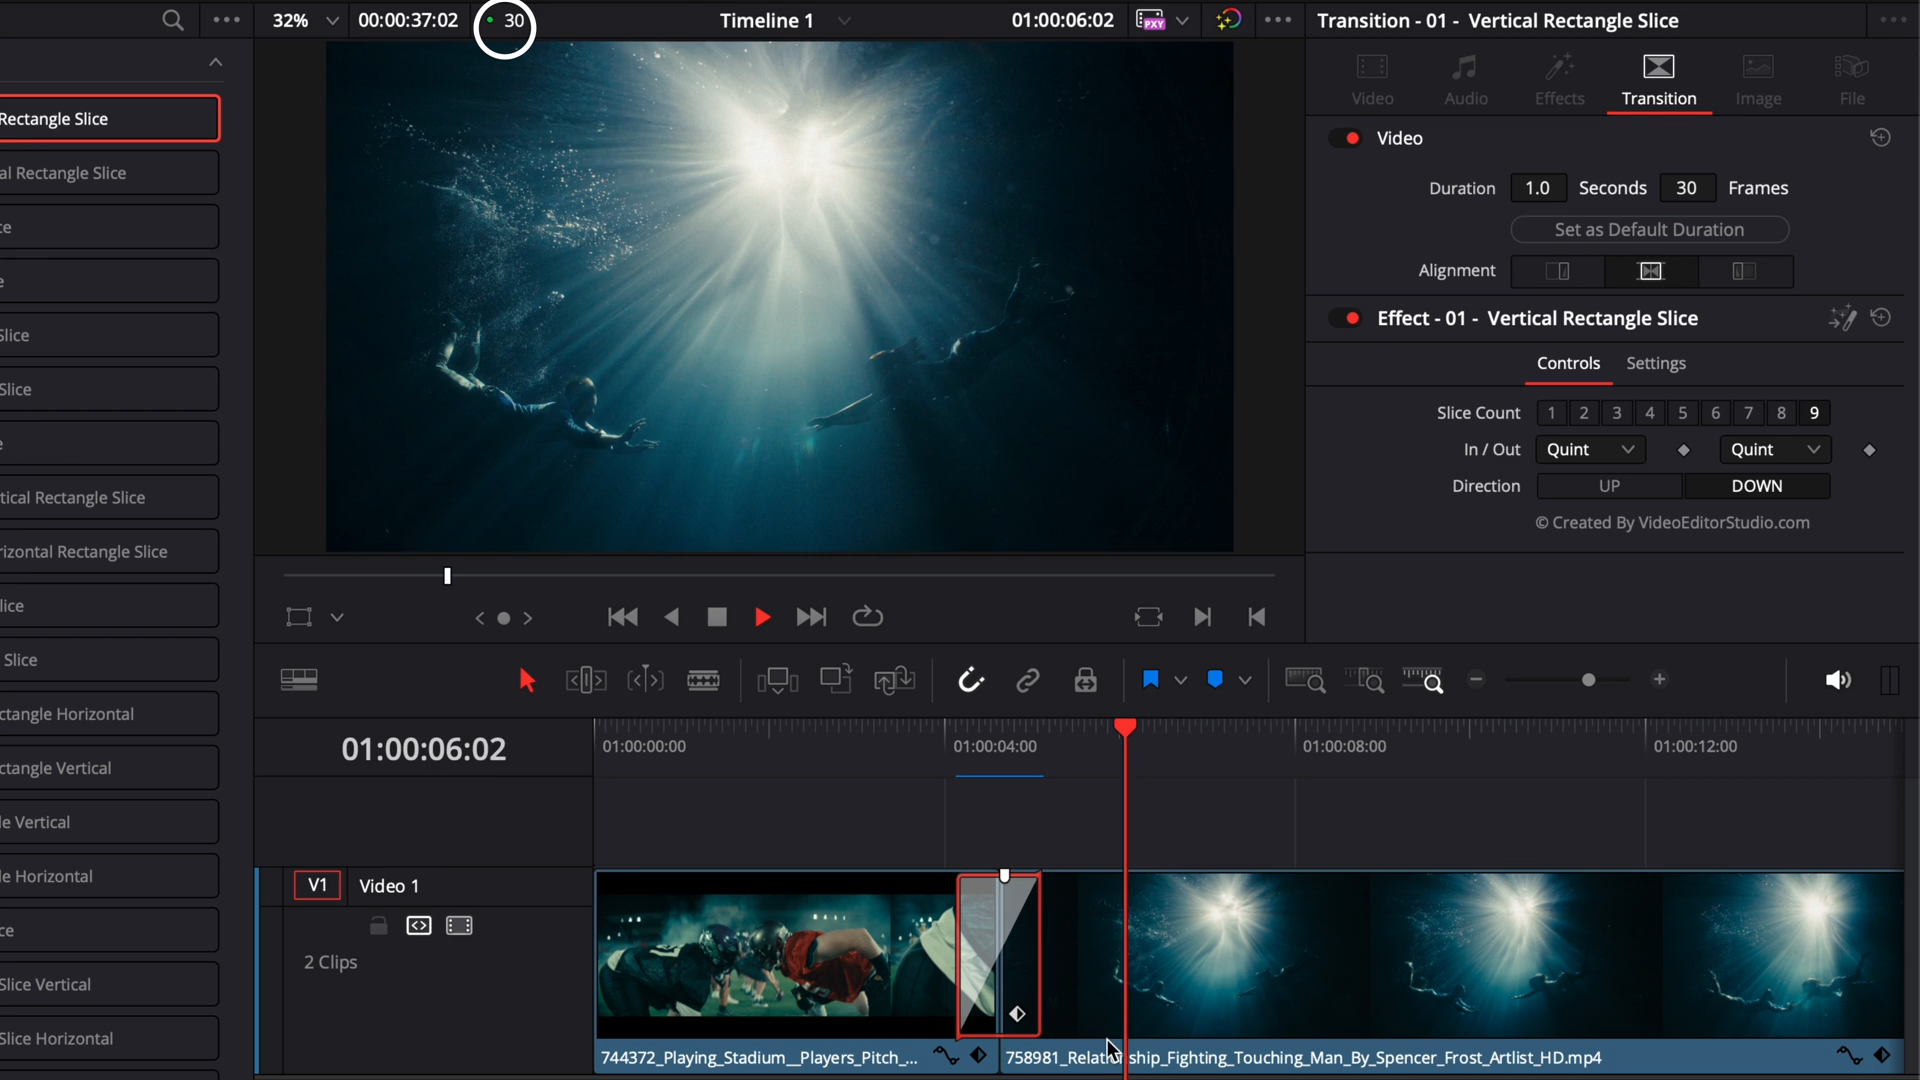 32%
00:00:37:02
30
Timeline 1
01:00:06:02
PXY
Transition - 01 - Vertical Rectangle Slice
Rectangle Slice
al Rectangle Slice
ce
e
Slice
Slice
e
tical Rectangle Slice
rizontal Rectangle Slice
lice
Slice
ctangle Horizontal
ctangle Vertical
le Vertical
le Horizontal
ce
Slice Vertical
Slice Horizontal
Video
Audio
Effects
Transition
Image
File
Video
Duration 1.0 Seconds 30 Frames
Set as Default Duration
Alignment
Effect - 01 - Vertical Rectangle Slice
Controls Settings
Slice Count 1 2 3 4 5 6 7 8 9
In / Out Quint Quint
Direction UP DOWN
© Created By VideoEditorStudio.com
01:00:06:02
01:00:00:00
01:00:04:00
01:00:08:00
01:00:12:00
V1 Video 1
2 Clips
744372_Playing_Stadium__Players_Pitch_...
758981_Relationship_Fighting_Touching_Man_By_Spencer_Frost_Artlist_HD.mp4